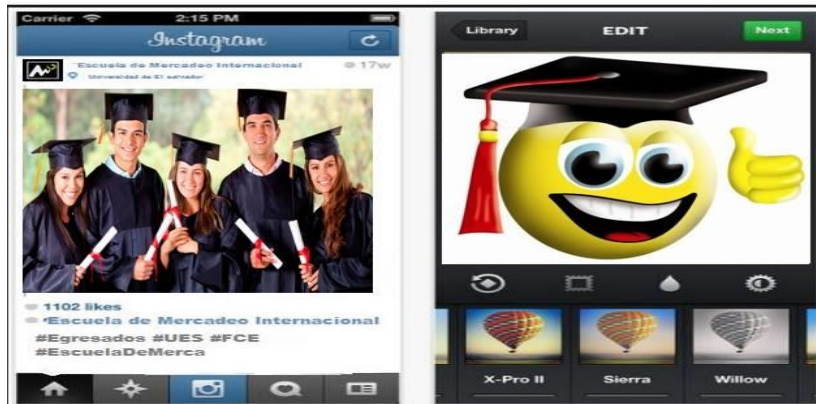 Carrier 2:15 PM
Instagram
Escuela de Mercadeo Internacional 17w
Universidad de El salvador
1102 likes
Escuela de Mercadeo Internacional
#Egresados #UES #FCE
#EscuelaDeMerca
Library EDIT Next
X-Pro II Sierra Willow